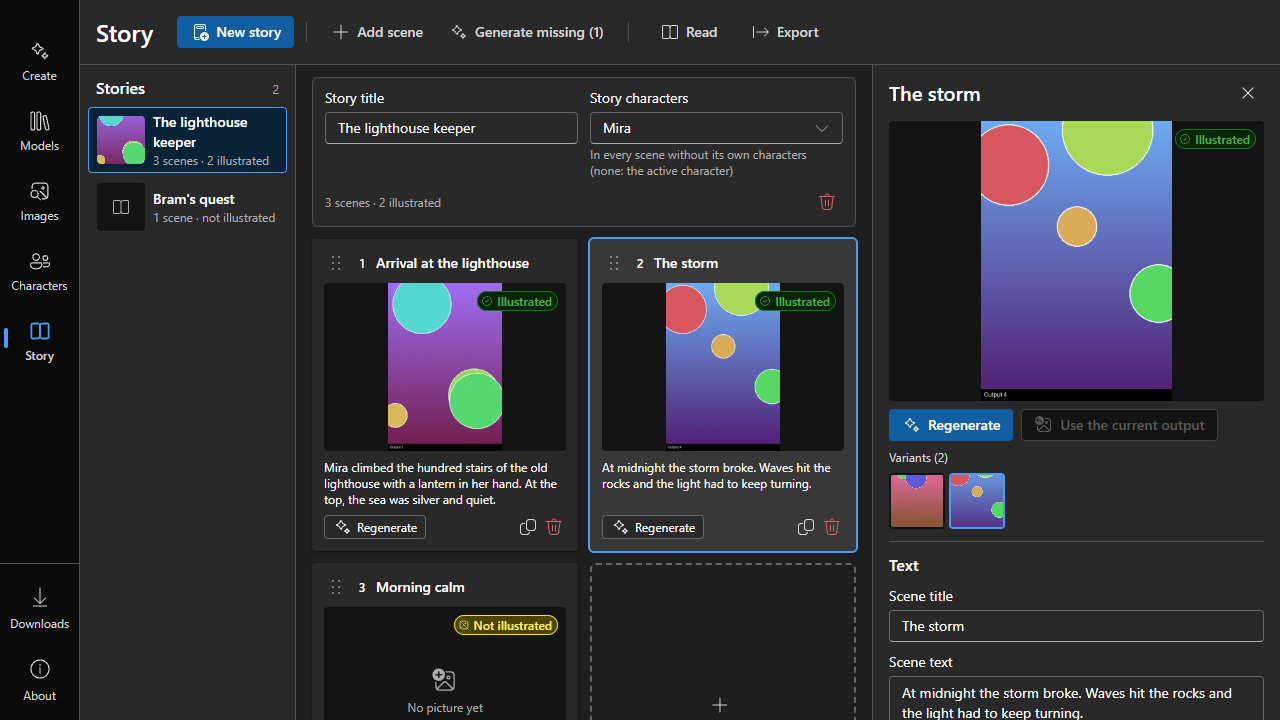 Create
Models
Images
Characters
Story
Downloads
About
Story
New story
Add scene
Generate missing (1)
Read
Export
Stories
2
The lighthouse
keeper
3 scenes · 2 illustrated
Bram's quest
1 scene · not illustrated
Story title
The lighthouse keeper
Story characters
Mira
In every scene without its own characters
(none: the active character)
3 scenes · 2 illustrated
1 Arrival at the lighthouse
Illustrated
Mira climbed the hundred stairs of the old
lighthouse with a lantern in her hand. At the
top, the sea was silver and quiet.
Regenerate
2 The storm
Illustrated
Output 4
At midnight the storm broke. Waves hit the
rocks and the light had to keep turning.
Regenerate
3 Morning calm
Not illustrated
No picture yet
The storm
Illustrated
Output 4
Regenerate
Use the current output
Variants (2)
Text
Scene title
The storm
Scene text
At midnight the storm broke. Waves hit the rocks and
the light had to keep turning.